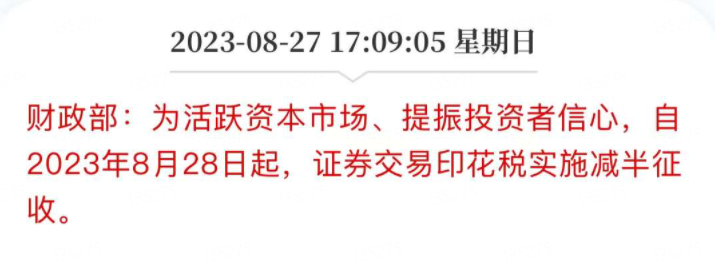 2023-08-27 17:09:05 星期日
财政部：为活跃资本市场、提振投资者信心，自
2023年8月28日起，证券交易印花税实施减半征
收。